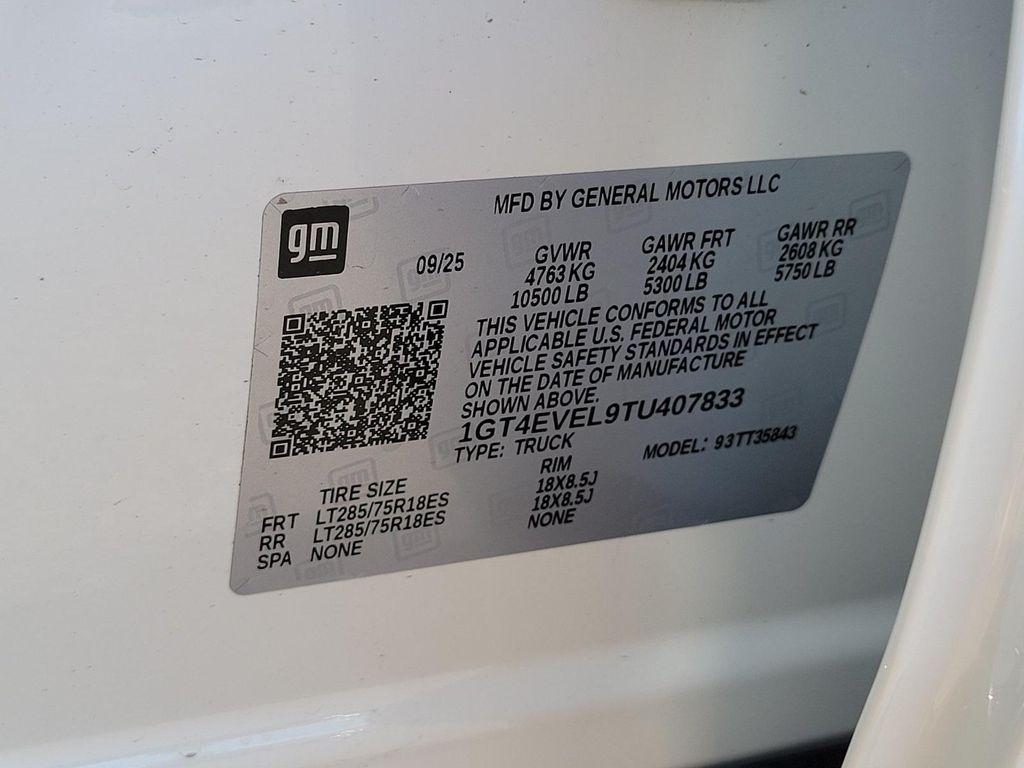 gm
MFD BY GENERAL MOTORS LLC
09/25
GVWR GAWR FRT GAWR RR
4763 KG 2404 KG 2608 KG
10500 LB 5300 LB 5750 LB
THIS VEHICLE CONFORMS TO ALL
APPLICABLE U.S. FEDERAL MOTOR
VEHICLE SAFETY STANDARDS IN EFFECT
ON THE DATE OF MANUFACTURE
SHOWN ABOVE.
1GT4EVEL9TU407833
TYPE: TRUCK MODEL: 93TT35843
TIRE SIZE RIM
FRT LT285/75R18ES 18X8.5J
RR LT285/75R18ES 18X8.5J
SPA NONE NONE